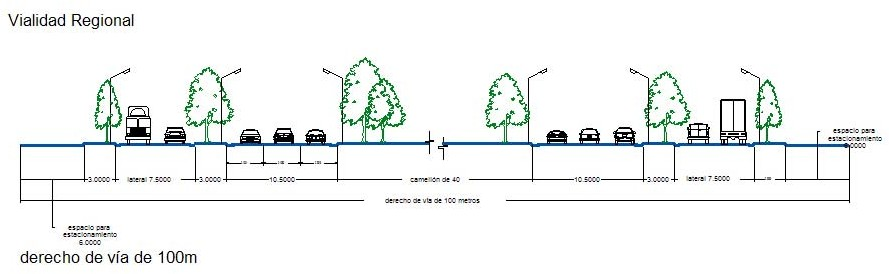 Vialidad Regional
espacio para
estacionamiento
3.0000 lateral 7.5000 3.0000 10.5000 camellón de 40 10.5000 3.0000 lateral 7.5000
derecho de vía de 100 metros
espacio para
estacionamiento
6.0000
derecho de vía de 100m